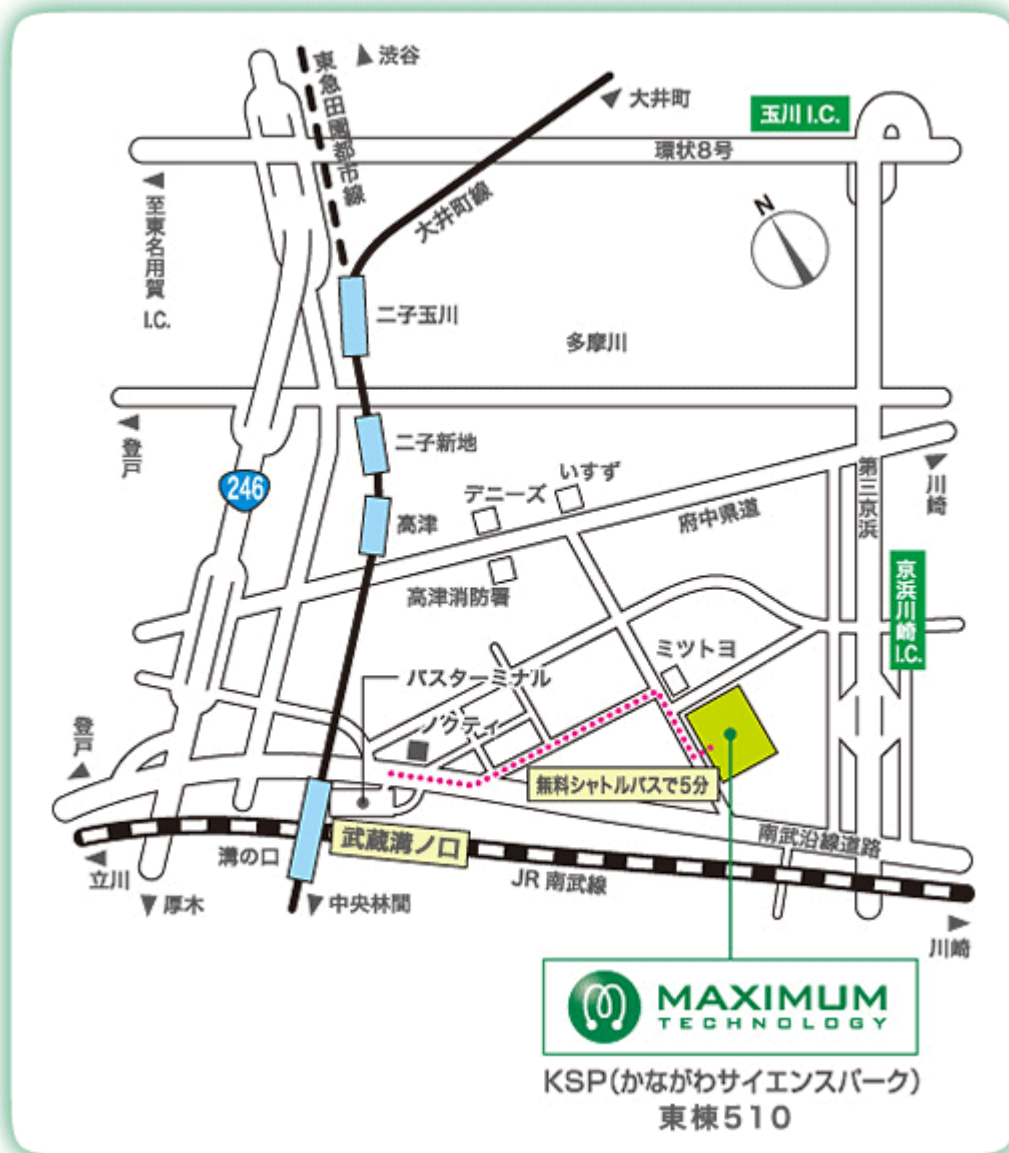 渋谷
東急田園都市線
大井町
玉川 I.C.
環状8号
大井町線
N
至東名用賀 I.C.
二子玉川
多摩川
登戸
二子新地
いすず
デニーズ
川崎
246
第三京浜
府中県道
高津
高津消防署
京浜川崎 I.C.
ミツトヨ
バスターミナル
ノクティ
登戸
無料シャトルバスで5分
南武沿線道路
武蔵溝ノ口
溝の口
立川
JR 南武線
厚木
中央林間
川崎
MAXIMUM
TECHNOLOGY
KSP(かながわサイエンスパーク)
東棟510